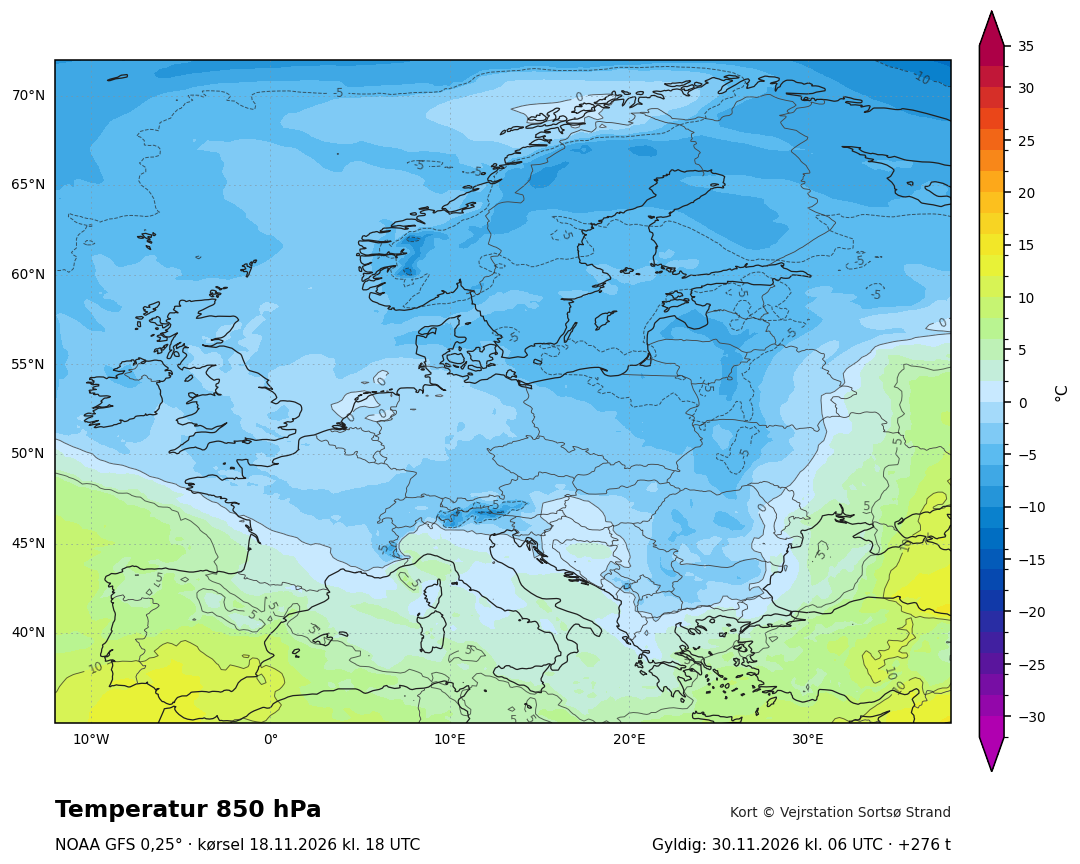 35
30
25
20
15
10
5
0
−5
−10
−15
−20
−25
−30
°C
70°N
65°N
60°N
55°N
50°N
45°N
40°N
10°W
0°
10°E
20°E
30°E
Temperatur 850 hPa
Kort © Vejrstation Sortsø Strand
NOAA GFS 0,25° · kørsel 18.11.2026 kl. 18 UTC
Gyldig: 30.11.2026 kl. 06 UTC · +276 t